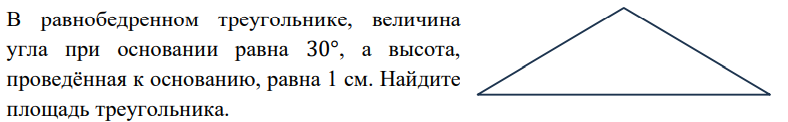 В равнобедренном треугольнике, величина
угла при основании равна 30°, а высота,
проведённая к основанию, равна 1 см. Найдите
площадь треугольника.